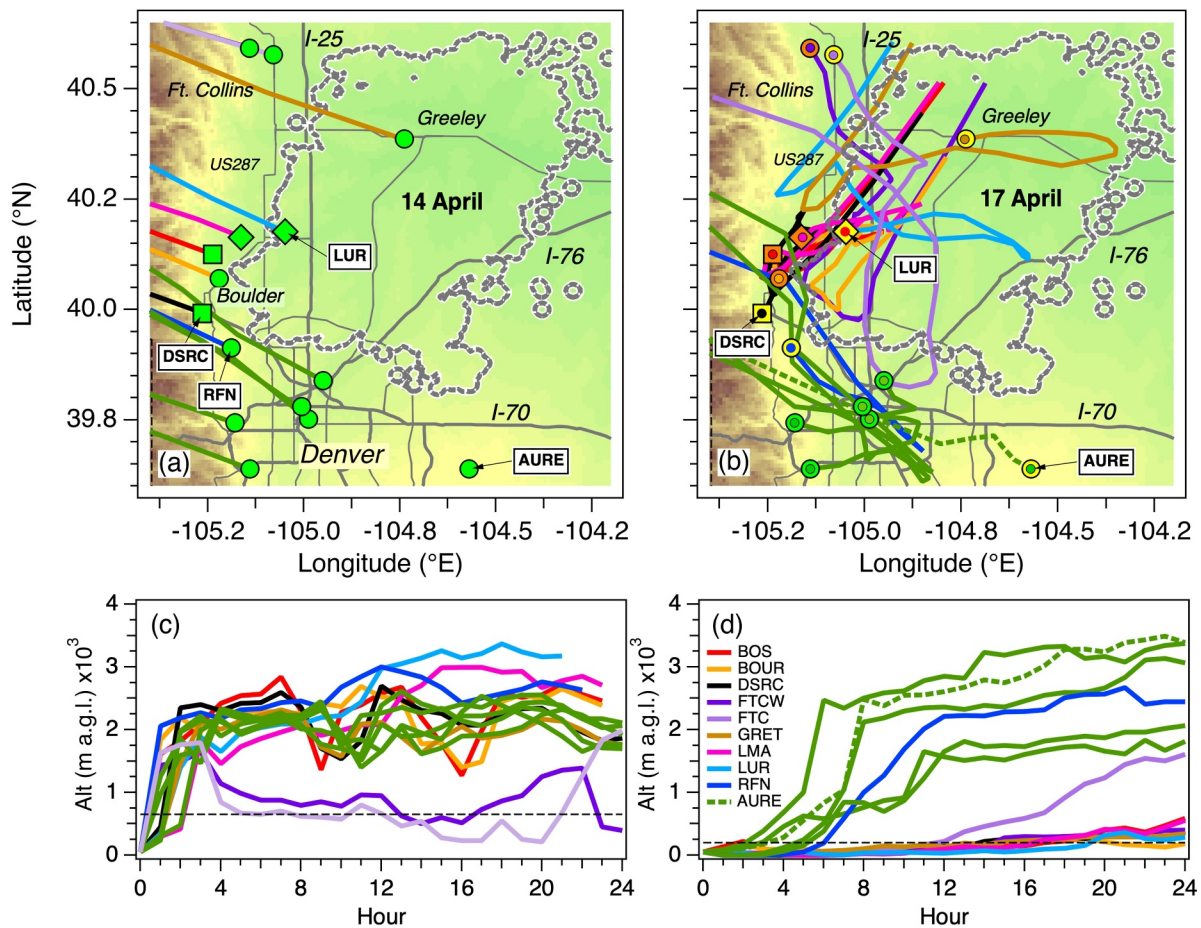 I-25
Ft. Collins
Greeley
US287
14 April
LUR
I-76
Boulder
DSRC
RFN
I-70
Denver
AURE
(a)
40.5
40.2
40.0
39.8
Latitude (°N)
-105.2
-105.0
-104.8
-104.5
-104.2
Longitude (°E)
I-25
Ft. Collins
Greeley
US287
17 April
LUR
I-76
DSRC
I-70
AURE
(b)
-105.2
-105.0
-104.8
-104.5
-104.2
Longitude (°E)
(c)
4
3
2
1
0
Alt (m a.g.l.) x10³
0
4
8
12
16
20
24
Hour
(d)
4
3
2
1
0
Alt (m a.g.l.) x10³
BOS
BOUR
DSRC
FTCW
FTC
GRET
LMA
LUR
RFN
AURE
0
4
8
12
16
20
24
Hour